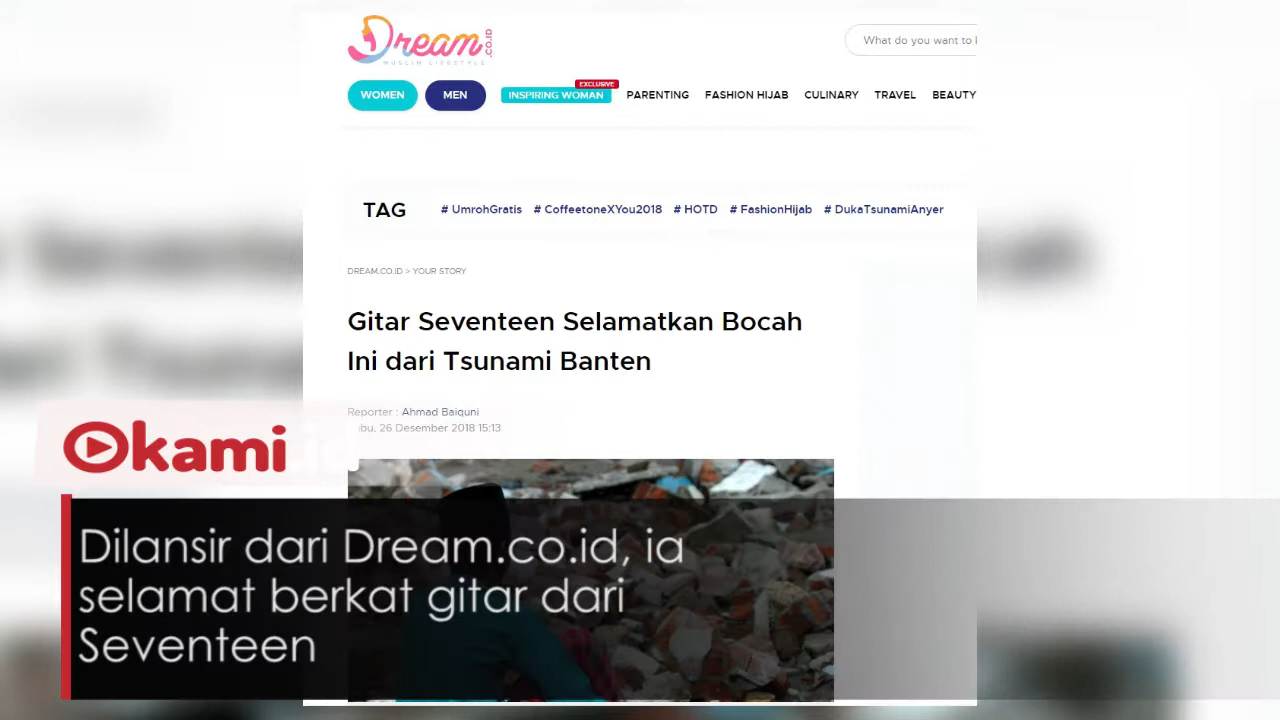 Dream.co.id
MUSLIM LIFESTYLE
What do you want to
WOMEN
MEN
EXCLUSIVE
INSPIRING WOMAN
PARENTING
FASHION HIJAB
CULINARY
TRAVEL
BEAUTY
TAG
# UmrohGratis # CoffeetoneXYou2018 # HOTD # FashionHijab # DukaTsunamiAnyer
DREAM.CO.ID > YOUR STORY
Gitar Seventeen Selamatkan Bocah
Ini dari Tsunami Banten
Reporter : Ahmad Baiquni
26 Desember 2018 15:13
Okami.id
Dilansir dari Dream.co.id, ia
selamat berkat gitar dari
Seventeen